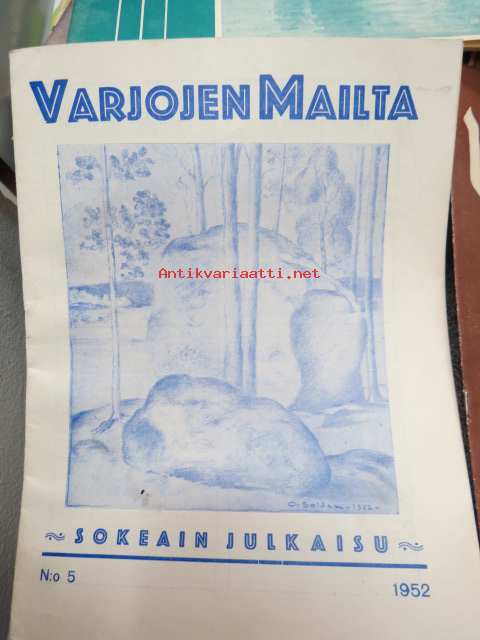 VARJOJEN MAILTA
Antikvariaatti.net
SOKEAIN JULKAISU
N:o 5
1952